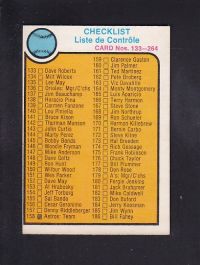 CHECKLIST
Liste de Contrôle
CARD Nos. 133—264
133 Dave Roberts
134 Milt Wilcox
135 Lee May
136 Orioles Mgr/C'chs
137 Jim Beauchamp
138 Horacio Pina
139 Carmen Fanzone
140 Lou Piniella
141 Bruce Kison
142 Thurman Munson
143 John Curtis
144 Marty Perez
145 Bobby Bonds
146 Woodie Fryman
147 Mike Anderson
148 Dave Goltz
149 Ron Hunt
150 Wilbur Wood
151 Wes Parker
152 Dave May
153 Al Hrabosky
154 Jeff Torborg
155 Sal Bando
156 Cesar Geronimo
157 Denny Riddleberger
158 Astros Team
159 Clarence Gaston
160 Jim Palmer
161 Ted Martinez
162 Pete Broberg
163 Vic Davalillo
164 Monty Montgomery
165 Luis Aparicio
166 Terry Harmon
167 Steve Stone
168 Jim Northrup
169 Ron Schueler
170 Harmon Killebrew
171 Bernie Carbo
172 Steve Kline
173 Hal Breeden
174 Rich Gossage
175 Frank Robinson
176 Chuck Taylor
177 Bill Plummer
178 Don Rose
179 A's: Mgr/C'chs
180 Fergie Jenkins
181 Jack Brohamer
182 Mike Caldwell
183 Don Buford
184 Jerry Koosman
185 Jim Wynn
186 Bill Fahey